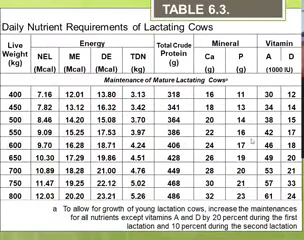 TABLE 6.3.
Daily Nutrient Requirements of Lactating Cows
Live Weight (kg) Energy Total Crude Protein (g) Mineral Vitamin
NEL (Mcal) ME (Mcal) DE (Mcal) TDN (kg) Ca (g) P (g) A D (1000 IU)
Maintenance of Mature Lactating Cowsª
400 7.16 12.01 13.80 3.13 318 16 11 30 12
450 7.82 13.12 16.32 3.42 341 18 13 34 14
500 8.46 14.20 15.08 3.70 364 20 14 38 15
550 9.09 15.25 17.53 3.97 386 22 16 42 17
600 9.70 16.28 18.71 4.24 406 24 17 46 18
650 10.30 17.29 19.86 4.51 428 26 19 49 20
700 10.89 18.28 21.00 4.76 449 28 20 53 21
750 11.47 19.25 22.12 5.02 468 30 21 57 33
800 12.03 20.20 23.21 5.26 486 32 23 61 24
a To allow for growth of young lactation cows, increase the maintenances
for all nutrients except vitamins A and D by 20 percent during the first
lactation and 10 percent during the second lactation